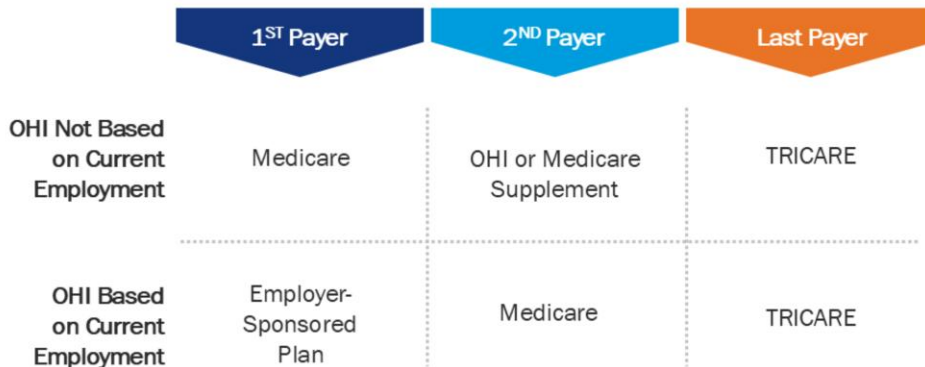 1ST Payer
2ND Payer
Last Payer
OHI Not Based
on Current
Employment
Medicare
OHI or Medicare
Supplement
TRICARE
OHI Based
on Current
Employment
Employer-
Sponsored
Plan
Medicare
TRICARE